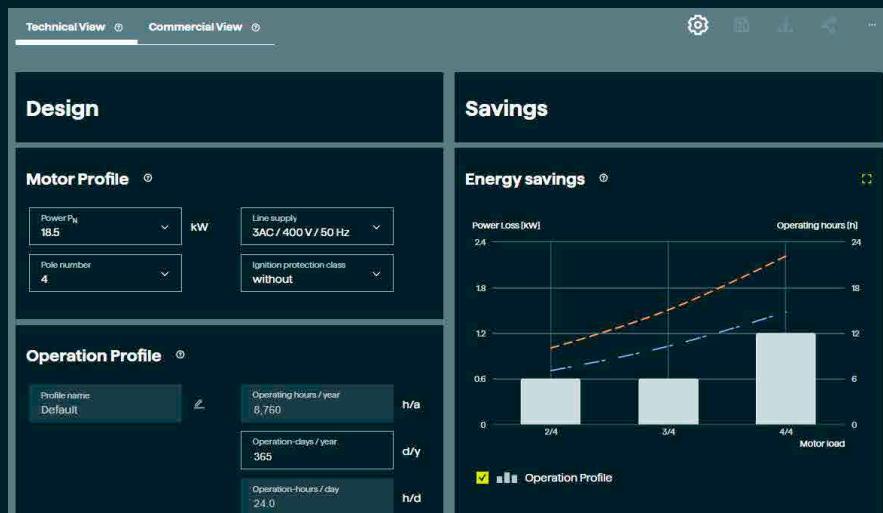 Technical View
Commercial View
Design
Motor Profile
Power PN
18.5
kW
Line supply
3AC / 400 V / 50 Hz
Pole number
4
Ignition protection class
without
Operation Profile
Profile name
Default
Operating hours / year
8,760
h/a
Operation-days / year
365
d/y
Operation-hours / day
24.0
h/d
Savings
Energy savings
Power Loss [kW]
Operating hours [h]
2.4
24
1.8
18
1.2
12
0.6
6
0
0
2/4
3/4
4/4
Motor load
Operation Profile